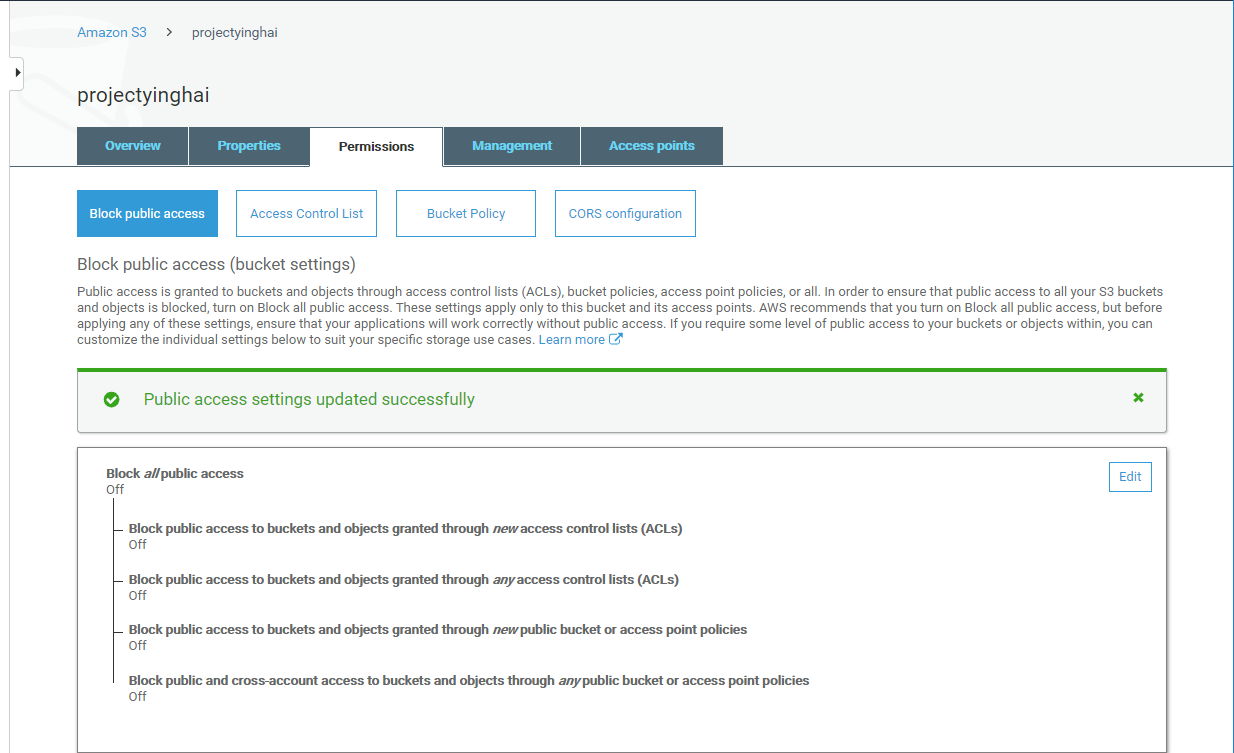 Amazon S3 > projectyinghai
projectyinghai
Overview Properties Permissions Management Access points
Block public access Access Control List Bucket Policy CORS configuration
Block public access (bucket settings)
Public access is granted to buckets and objects through access control lists (ACLs), bucket policies, access point policies, or all. In order to ensure that public access to all your S3 buckets
and objects is blocked, turn on Block all public access. These settings apply only to this bucket and its access points. AWS recommends that you turn on Block all public access, but before
applying any of these settings, ensure that your applications will work correctly without public access. If you require some level of public access to your buckets or objects within, you can
customize the individual settings below to suit your specific storage use cases. Learn more
Public access settings updated successfully
Block all public access
Edit
Off
Block public access to buckets and objects granted through new access control lists (ACLs)
Off
Block public access to buckets and objects granted through any access control lists (ACLs)
Off
Block public access to buckets and objects granted through new public bucket or access point policies
Off
Block public and cross-account access to buckets and objects through any public bucket or access point policies
Off